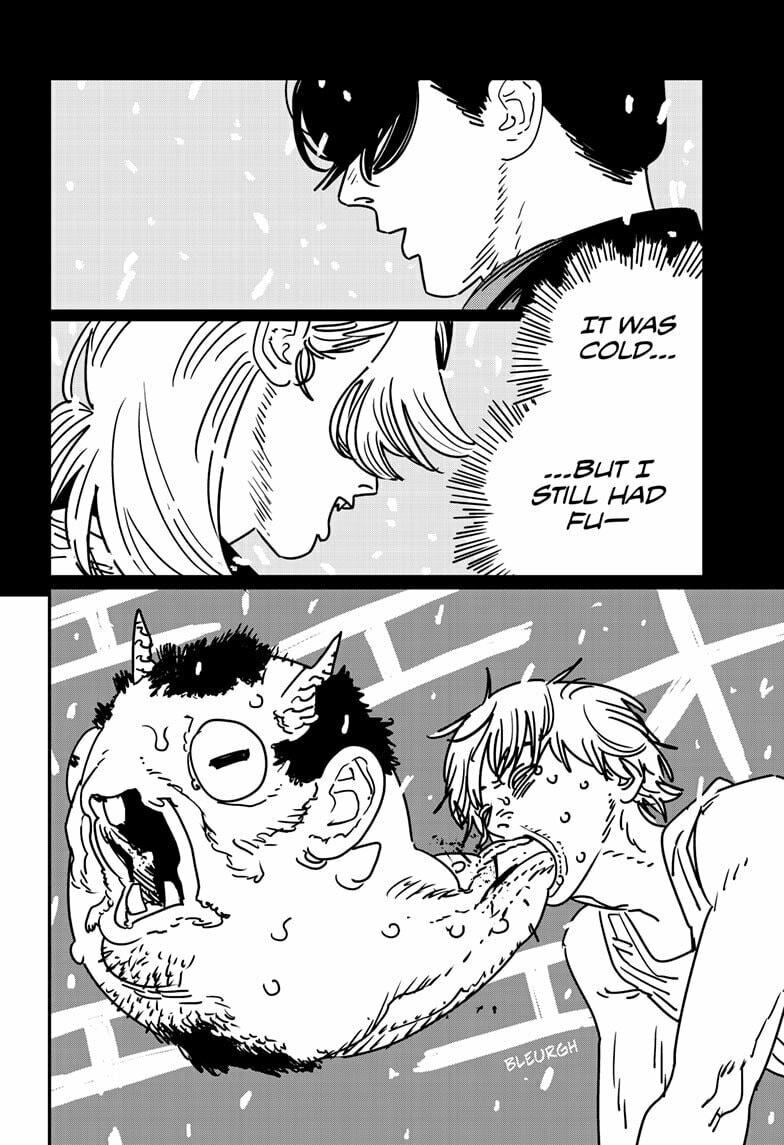 IT WAS
COLD...
...BUT I
STILL HAD
FU—
BLEURGH